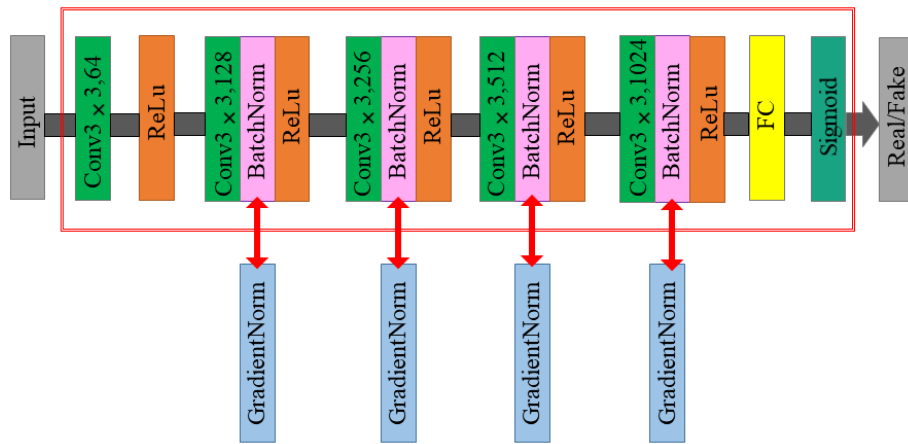 Input
Conv3 × 3,64
ReLu
Conv3 × 3,128
BatchNorm
ReLu
Conv3 × 3,256
BatchNorm
ReLu
Conv3 × 3,512
BatchNorm
ReLu
Conv3 × 3,1024
BatchNorm
ReLu
FC
Sigmoid
Real/Fake
GradientNorm
GradientNorm
GradientNorm
GradientNorm